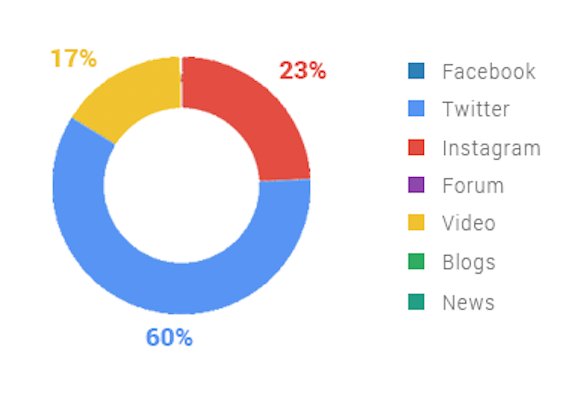 17%
23%
60%
Facebook
Twitter
Instagram
Forum
Video
Blogs
News